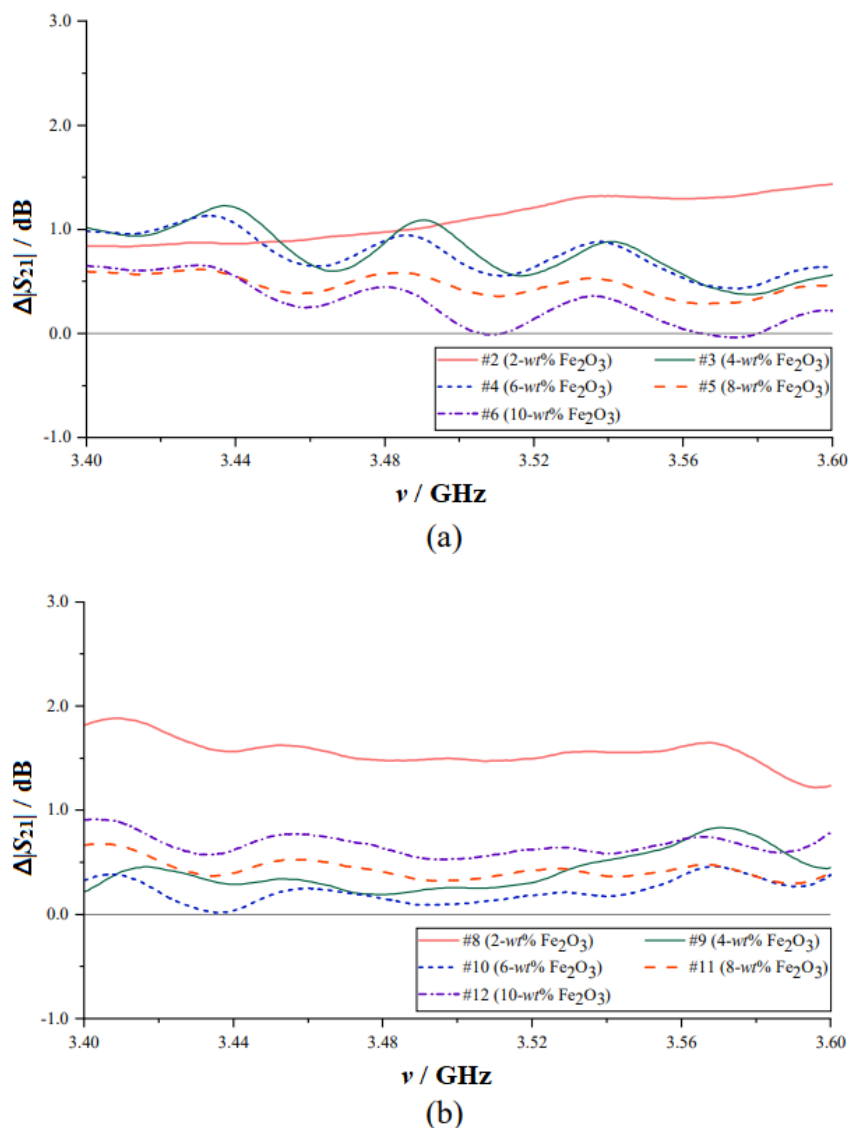 3.0
2.0
Δ|S21| / dB
1.0
0.0
#2 (2-wt% Fe2O3) #3 (4-wt% Fe2O3)
#4 (6-wt% Fe2O3) #5 (8-wt% Fe2O3)
#6 (10-wt% Fe2O3)
-1.0
3.40 3.44 3.48 3.52 3.56 3.60
ν / GHz
(a)
3.0
2.0
Δ|S21| / dB
1.0
0.0
#8 (2-wt% Fe2O3) #9 (4-wt% Fe2O3)
#10 (6-wt% Fe2O3) #11 (8-wt% Fe2O3)
#12 (10-wt% Fe2O3)
-1.0
3.40 3.44 3.48 3.52 3.56 3.60
ν / GHz
(b)